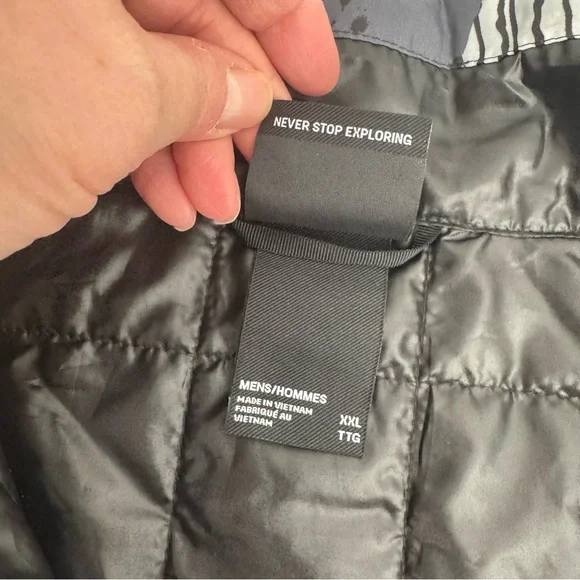 NEVER STOP EXPLORING
MENS/HOMMES
MADE IN VIETNAM
FABRIQUÉ AU
VIETNAM
XXL
TTG